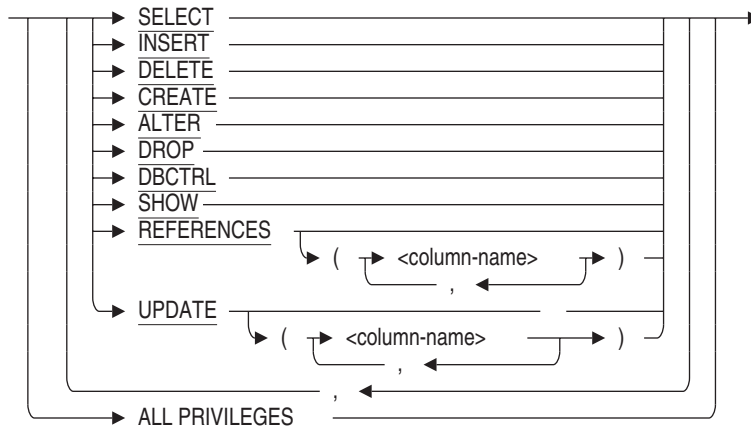 SELECT
INSERT
DELETE
CREATE
ALTER
DROP
DBCTRL
SHOW
REFERENCES
( <column-name> )
,
UPDATE
( <column-name> )
,
,
ALL PRIVILEGES